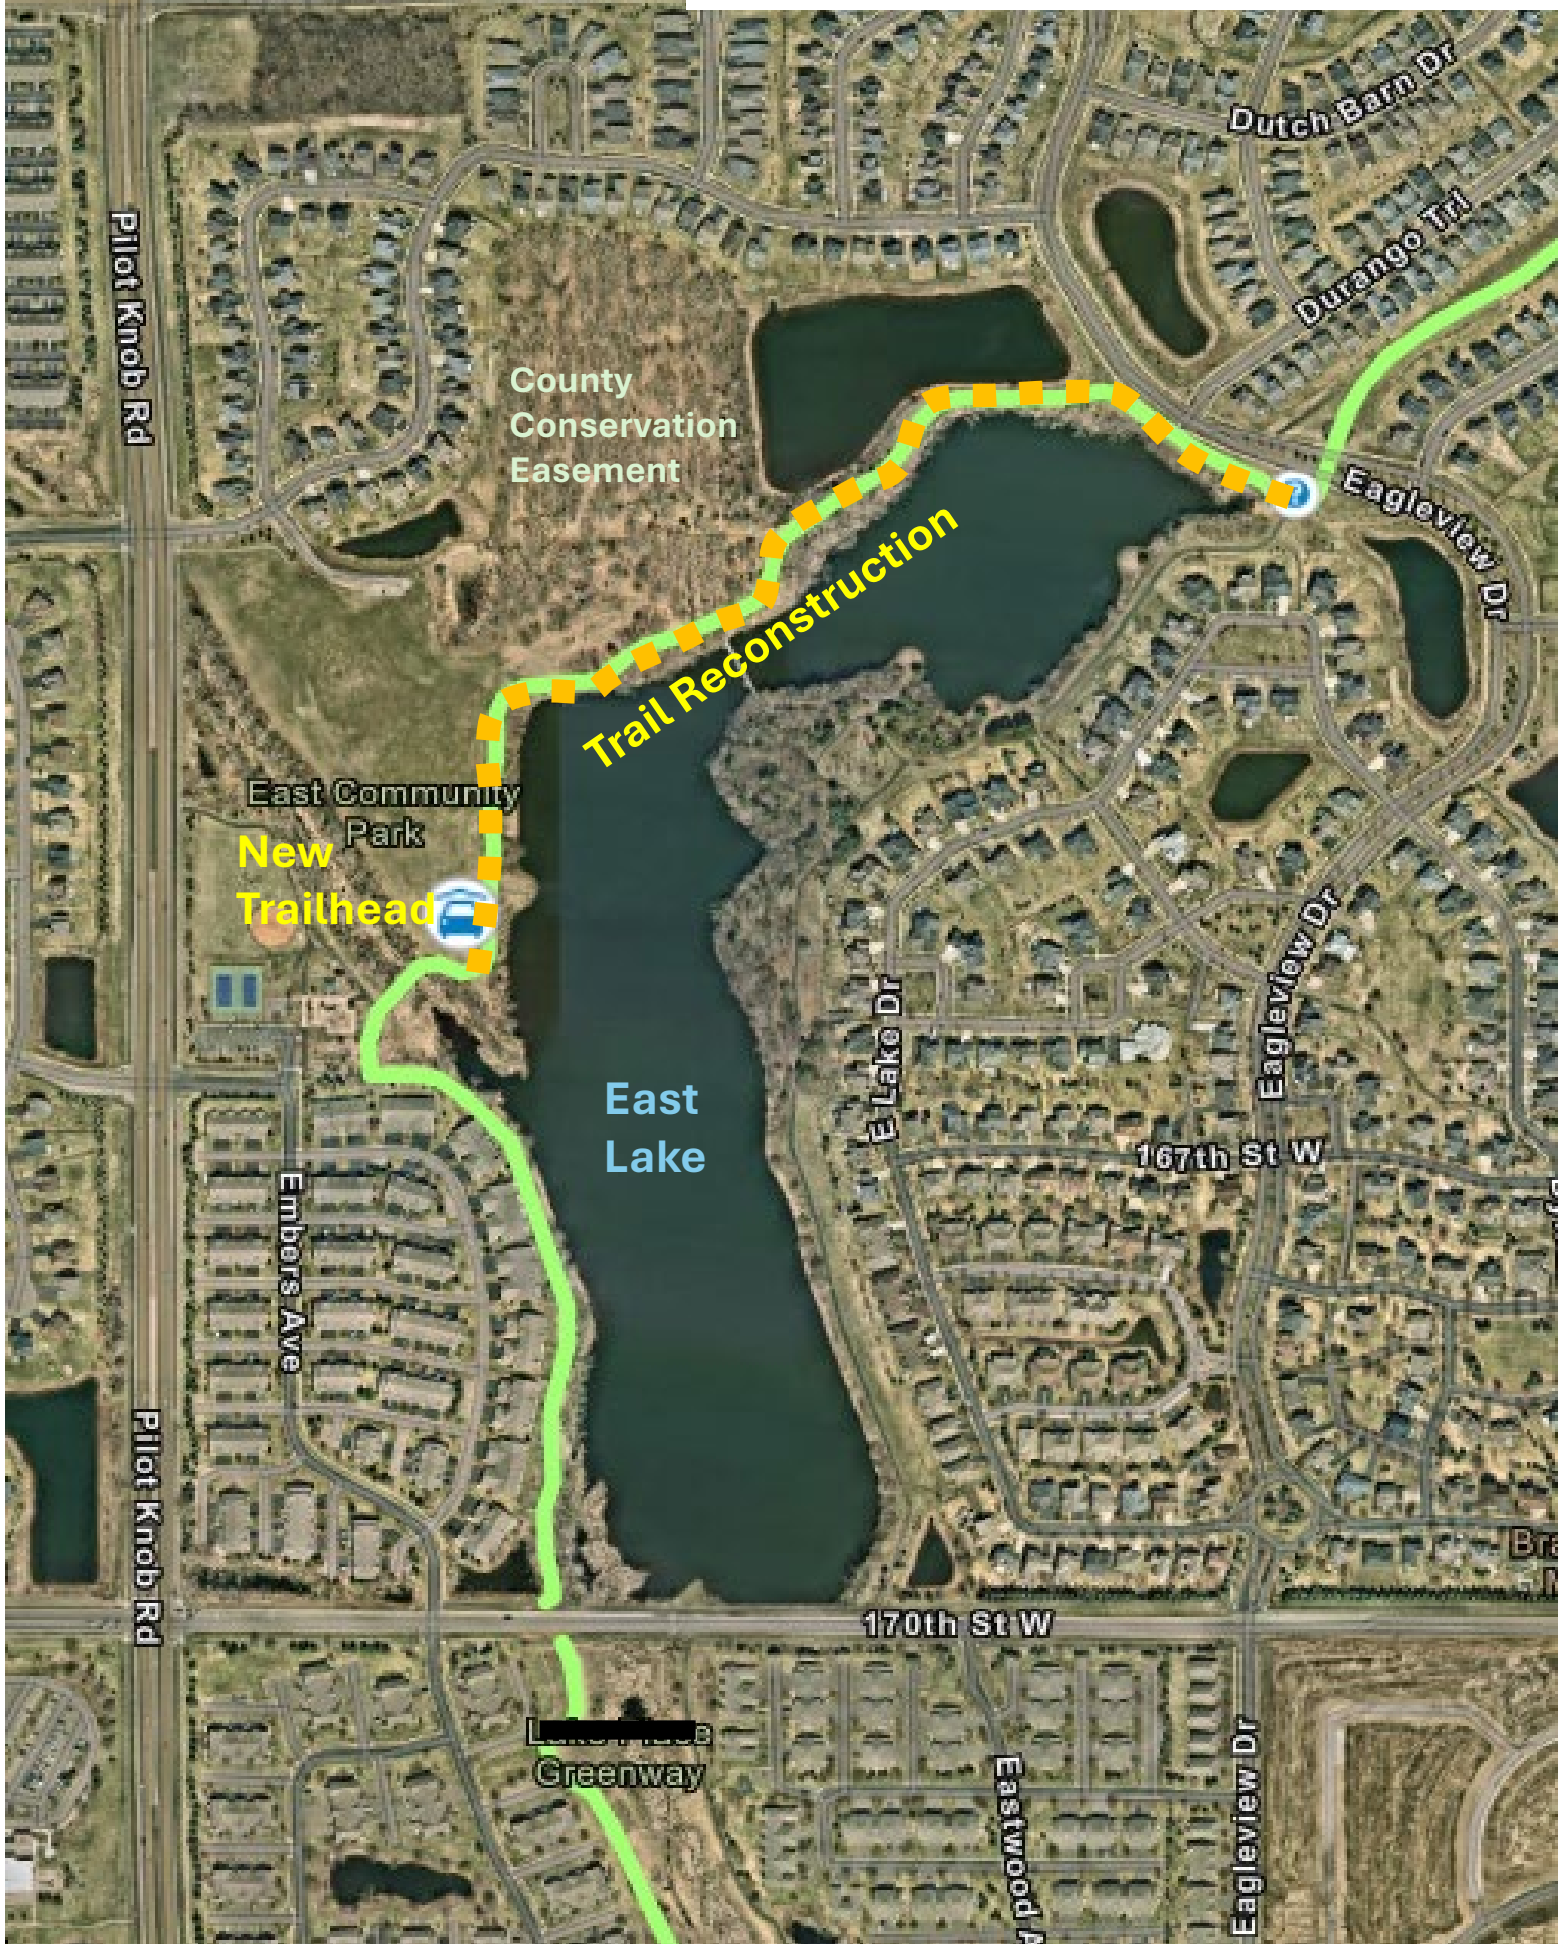 Dutch Barn Dr
Durango Trl
Pilot Knob Rd
County
Conservation
Easement
Eagleview Dr
Trail Reconstruction
East Community
Park
New
Trailhead
Eagleview Dr
E Lake Dr
East
Lake
167th St W
Embers Ave
Pilot Knob Rd
170th St W
Greenway
Eastwood A
Eagleview Dr